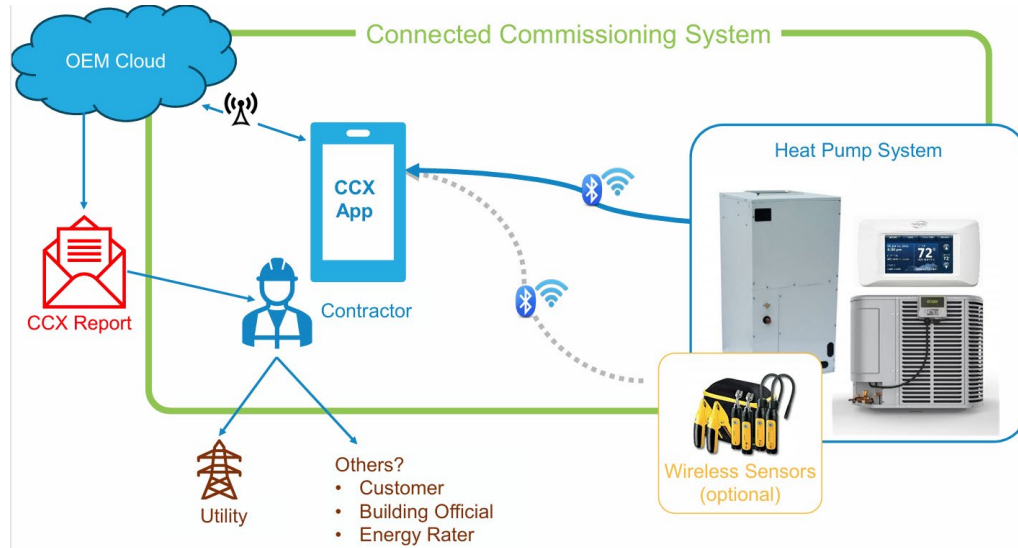 Connected Commissioning System
OEM Cloud
Heat Pump System
CCX
App
72°
CCX Report
Contractor
Wireless Sensors
(optional)
Utility
Others?
• Customer
• Building Official
• Energy Rater